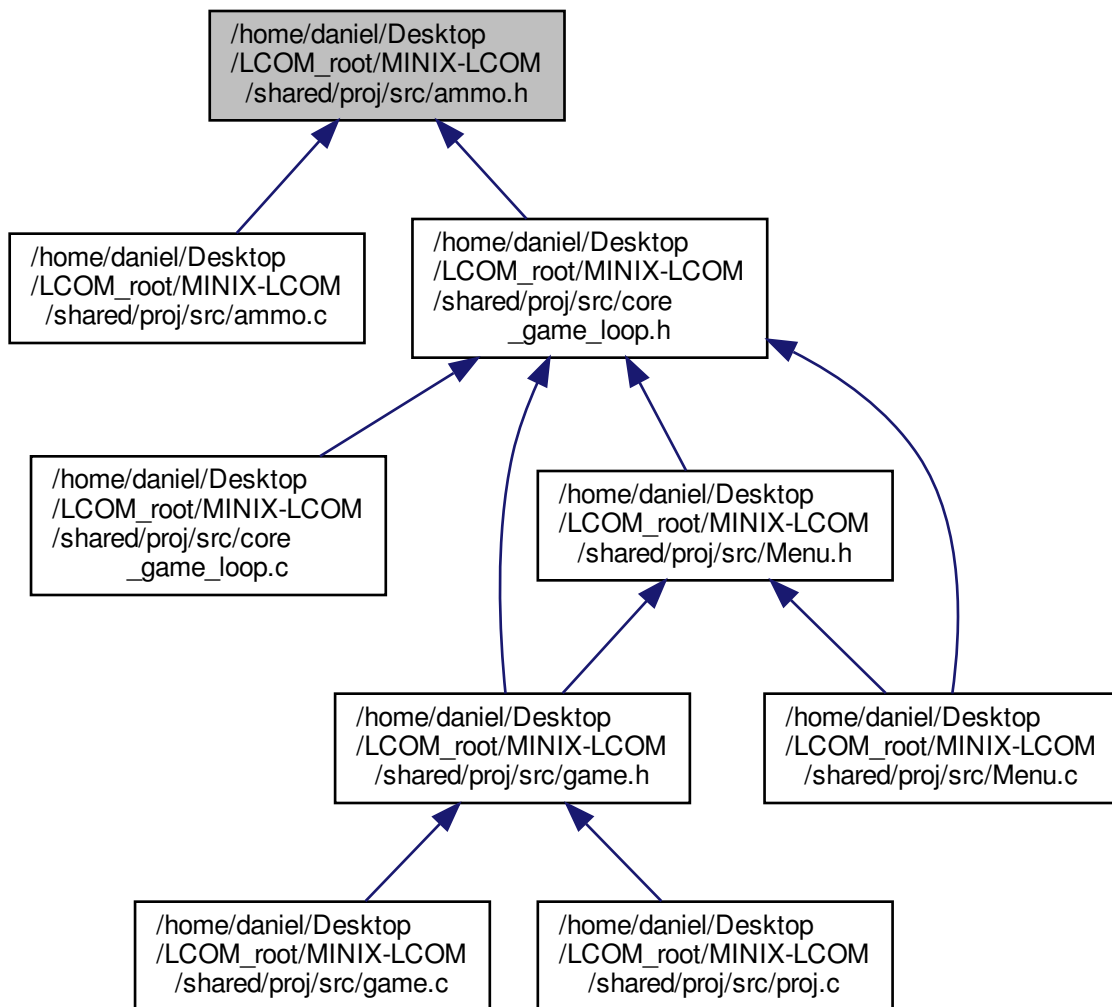 /home/daniel/Desktop
/LCOM_root/MINIX-LCOM
/shared/proj/src/ammo.h
/home/daniel/Desktop
/LCOM_root/MINIX-LCOM
/shared/proj/src/ammo.c
/home/daniel/Desktop
/LCOM_root/MINIX-LCOM
/shared/proj/src/core
_game_loop.h
/home/daniel/Desktop
/LCOM_root/MINIX-LCOM
/shared/proj/src/core
_game_loop.c
/home/daniel/Desktop
/LCOM_root/MINIX-LCOM
/shared/proj/src/Menu.h
/home/daniel/Desktop
/LCOM_root/MINIX-LCOM
/shared/proj/src/game.h
/home/daniel/Desktop
/LCOM_root/MINIX-LCOM
/shared/proj/src/Menu.c
/home/daniel/Desktop
/LCOM_root/MINIX-LCOM
/shared/proj/src/game.c
/home/daniel/Desktop
/LCOM_root/MINIX-LCOM
/shared/proj/src/proj.c